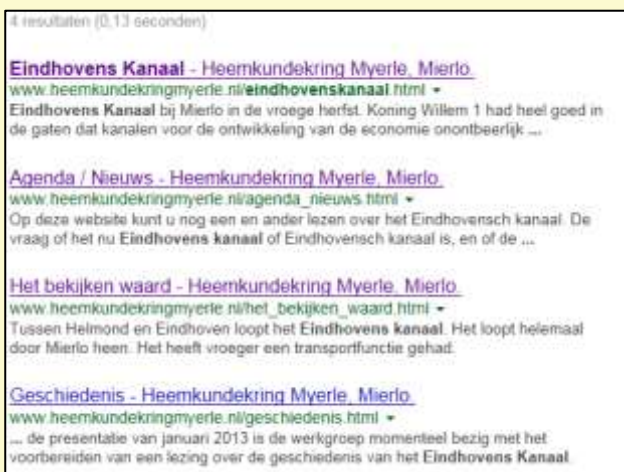 4 resultaten (0,13 seconden)
Eindhovens Kanaal - Heemkundekring Myerle, Mierlo.
www.heemkundekringmyerle.nl/eindhovenskanaal.html
Eindhovens Kanaal bij Mierlo in de vroege herfst. Koning Willem 1 had heel goed in
de gaten dat kanalen voor de ontwikkeling van de economie onontbeerlijk ...
Agenda / Nieuws - Heemkundekring Myerle, Mierlo.
www.heemkundekringmyerle.nl/agenda_nieuws.html
Op deze website kunt u nog een en ander lezen over het Eindhovensch kanaal. De
vraag of het nu Eindhovens kanaal of Eindhovensch kanaal is, en of de ...
Het bekijken waard - Heemkundekring Myerle, Mierlo.
www.heemkundekringmyerle.nl/het_bekijken_waard.html
Tussen Helmond en Eindhoven loopt het Eindhovens kanaal. Het loopt helemaal
door Mierlo heen. Het heeft vroeger een transportfunctie gehad.
Geschiedenis - Heemkundekring Myerle, Mierlo.
www.heemkundekringmyerle.nl/geschiedenis.html
... de presentatie van januari 2013 is de werkgroep momenteel bezig met het
voorbereiden van een lezing over de geschiedenis van het Eindhovens Kanaal.